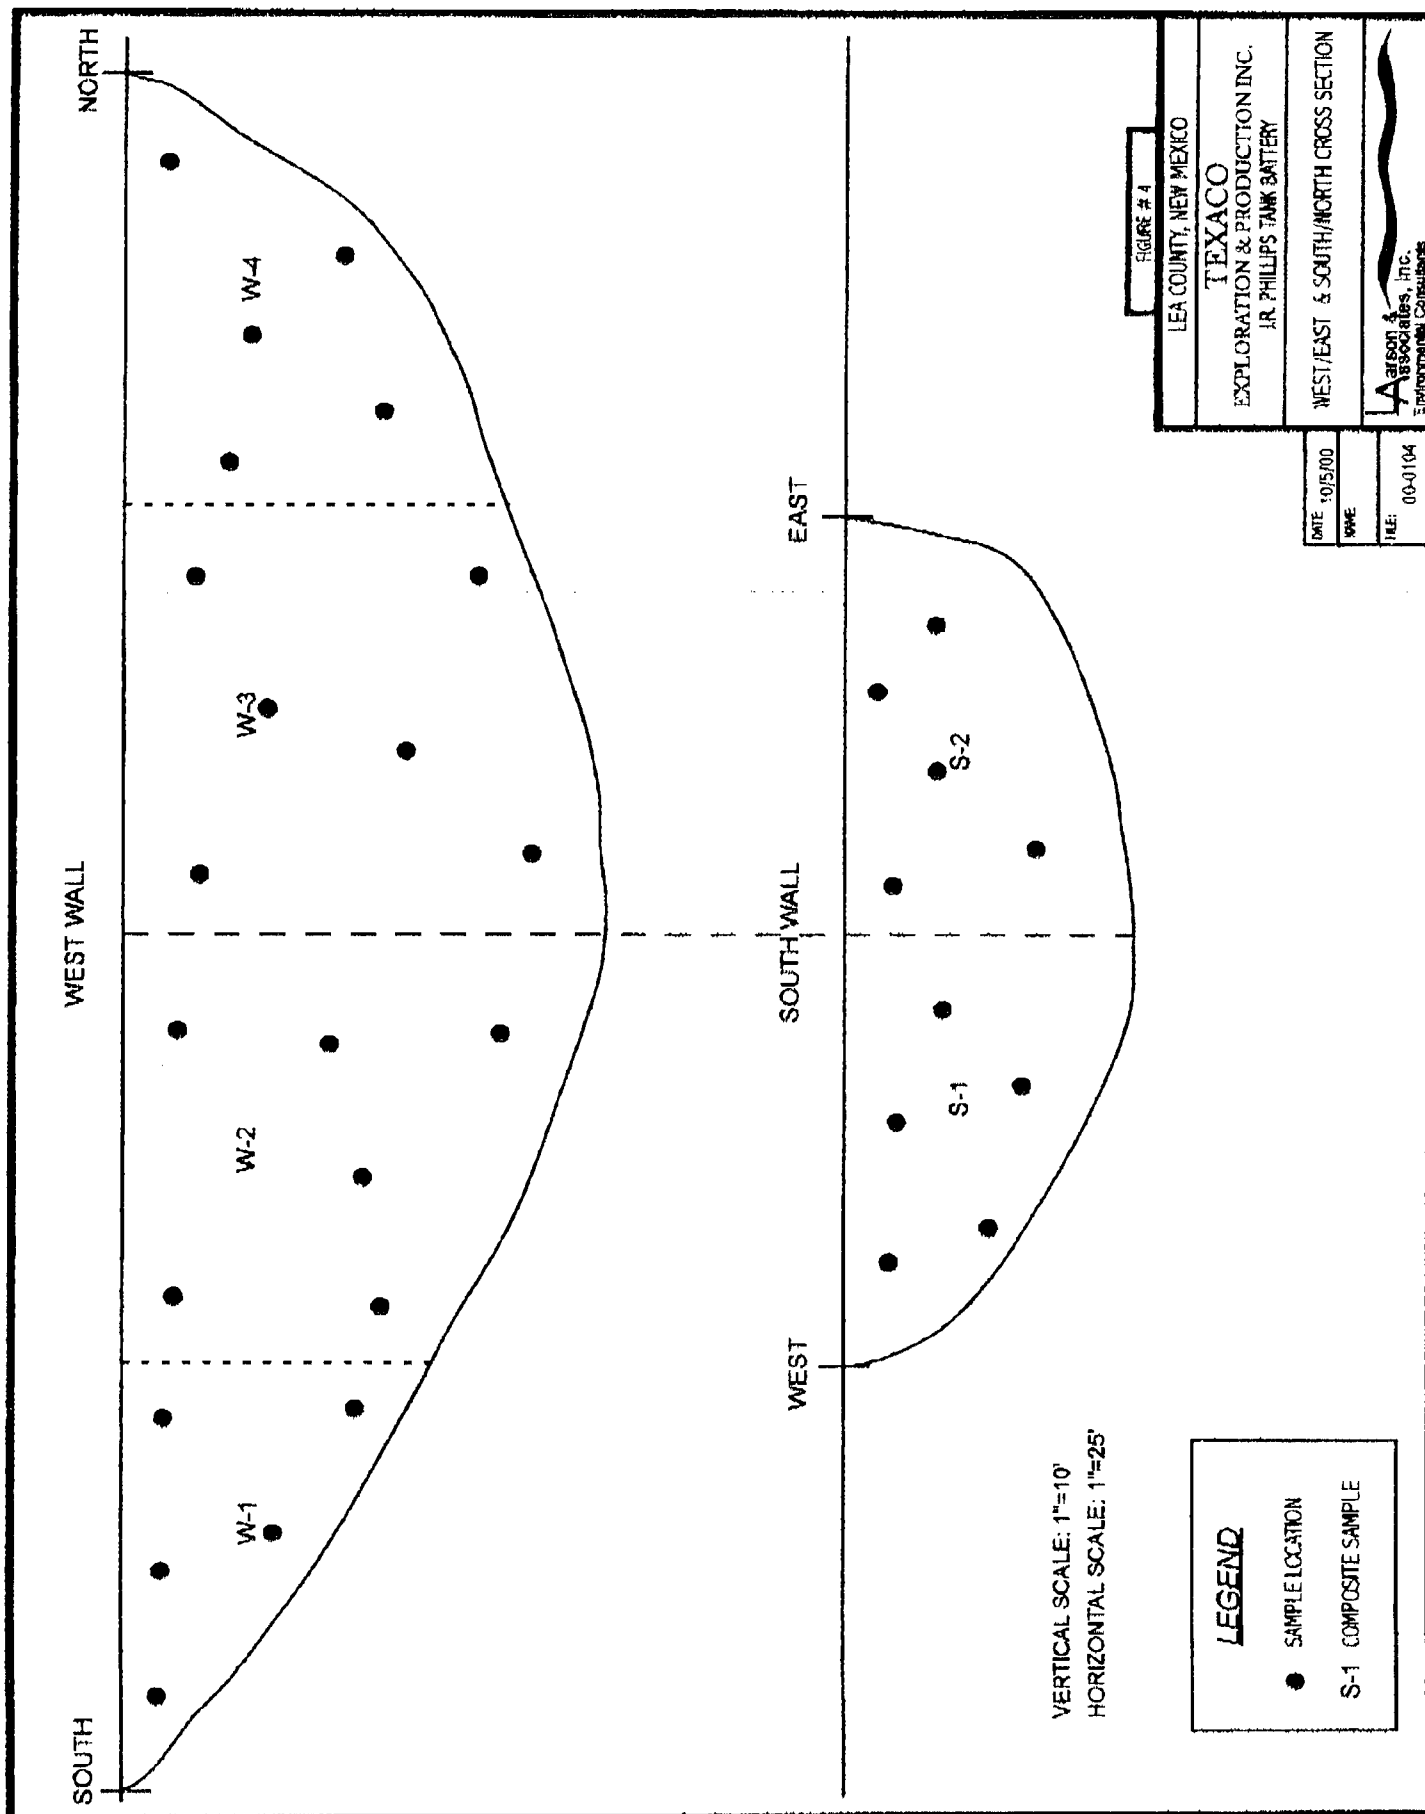 WEST WALL
SOUTH
NORTH
W-1
W-2
W-3
W-4
SOUTH WALL
WEST
EAST
S-1
S-2
VERTICAL SCALE: 1"=10'
HORIZONTAL SCALE: 1"=25'
LEGEND
SAMPLE LOCATION
S-1 COMPOSITE SAMPLE
FIGURE # 4
LEA COUNTY, NEW MEXICO
TEXACO
EXPLORATION & PRODUCTION INC.
J.R. PHILLIPS TANK BATTERY
WEST/EAST & SOUTH/NORTH CROSS SECTION
DATE 10/5/00
NAME
FILE: 00-0104
Larson &
Associates, Inc.
Environmental Consultants